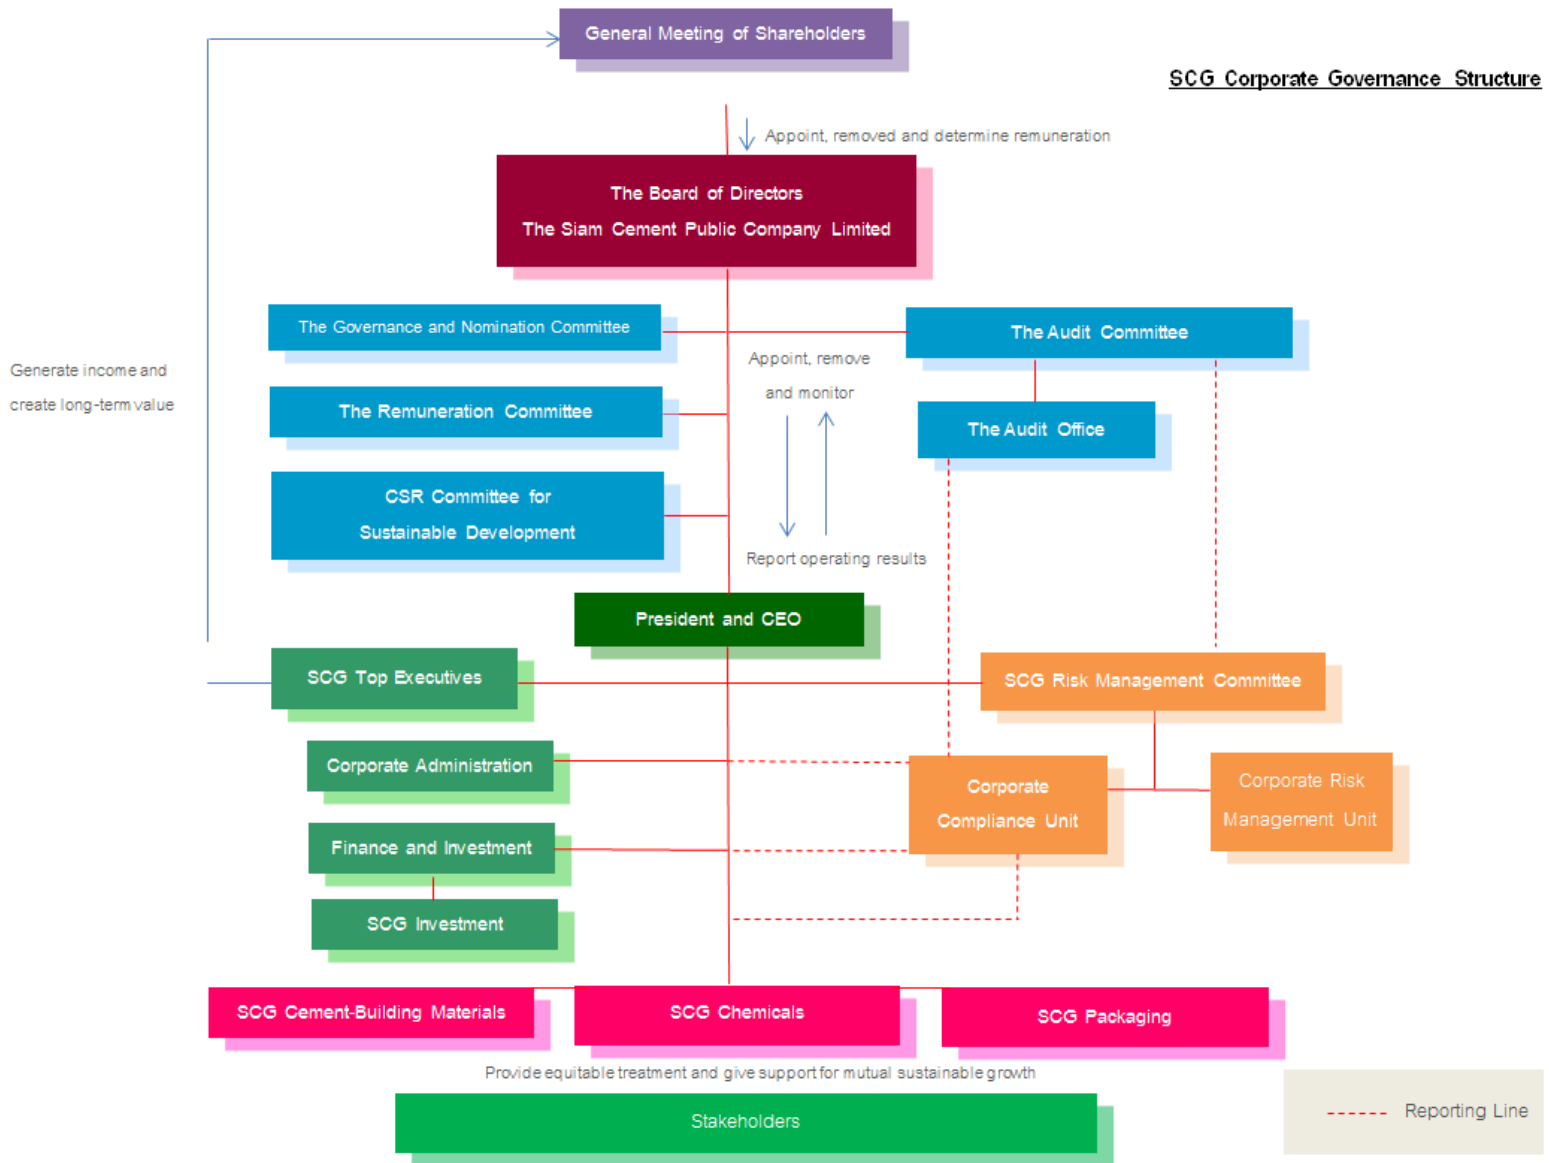 General Meeting of Shareholders
SCG Corporate Governance Structure
Appoint, removed and determine remuneration
The Board of Directors
The Siam Cement Public Company Limited
The Governance and Nomination Committee
The Audit Committee
Generate income and
create long-term value
Appoint, remove
and monitor
The Remuneration Committee
The Audit Office
CSR Committee for
Sustainable Development
Report operating results
President and CEO
SCG Top Executives
SCG Risk Management Committee
Corporate Administration
Corporate
Compliance Unit
Corporate Risk
Management Unit
Finance and Investment
SCG Investment
SCG Cement-Building Materials
SCG Chemicals
SCG Packaging
Provide equitable treatment and give support for mutual sustainable growth
Stakeholders
Reporting Line